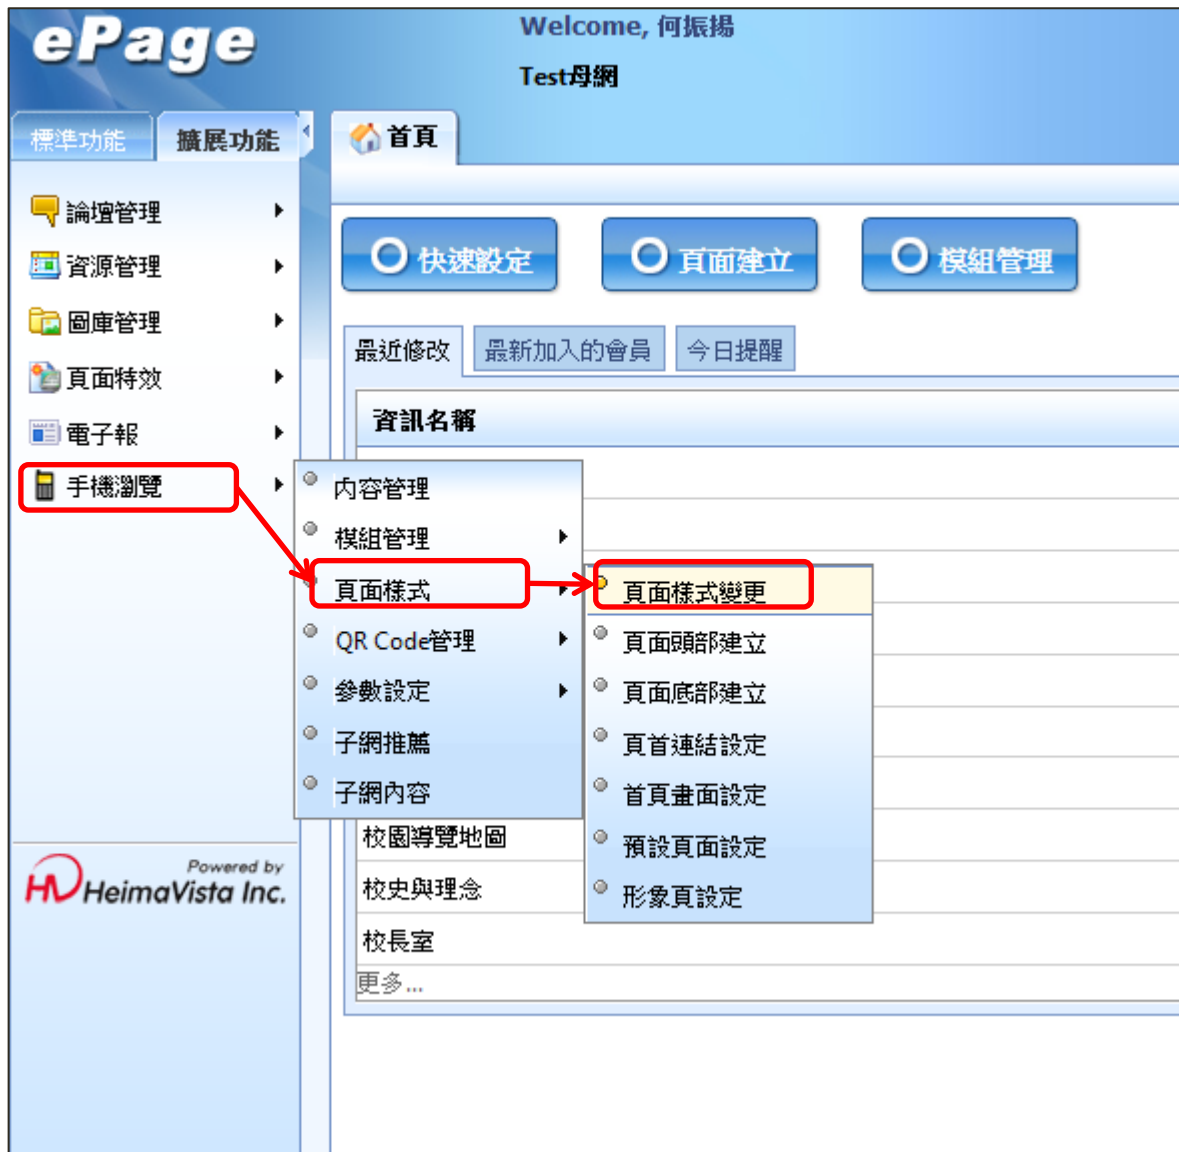 ePage
Welcome, 何振揚
Test母網
標準功能
擴展功能
首頁
論壇管理
資源管理
圖庫管理
頁面特效
電子報
手機瀏覽
快速設定
頁面建立
模組管理
最近修改
最新加入的會員
今日提醒
資訊名稱
內容管理
模組管理
頁面樣式
QR Code管理
參數設定
子網推薦
子網內容
頁面樣式變更
頁面頭部建立
頁面底部建立
頁首連結設定
首頁畫面設定
預設頁面設定
形象頁設定
校園導覽地圖
校史與理念
校長室
更多...
Powered by
HeimaVista Inc.